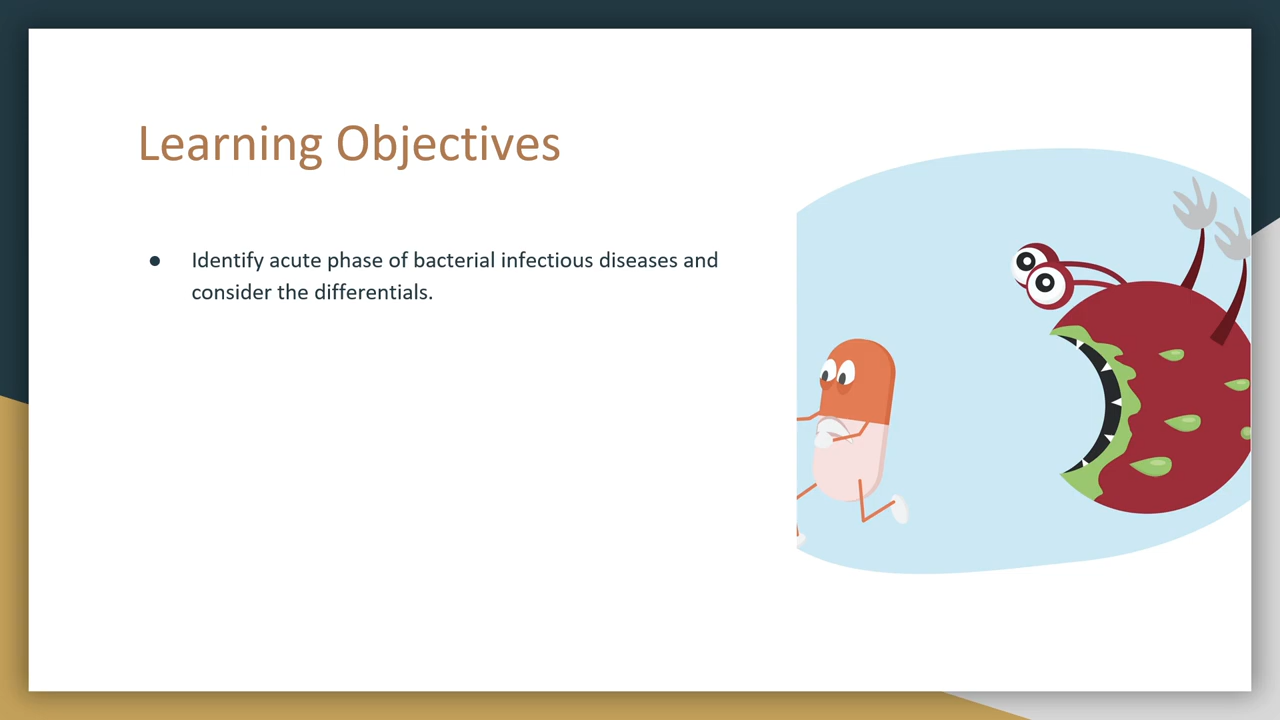 Learning Objectives
● Identify acute phase of bacterial infectious diseases and
consider the differentials.